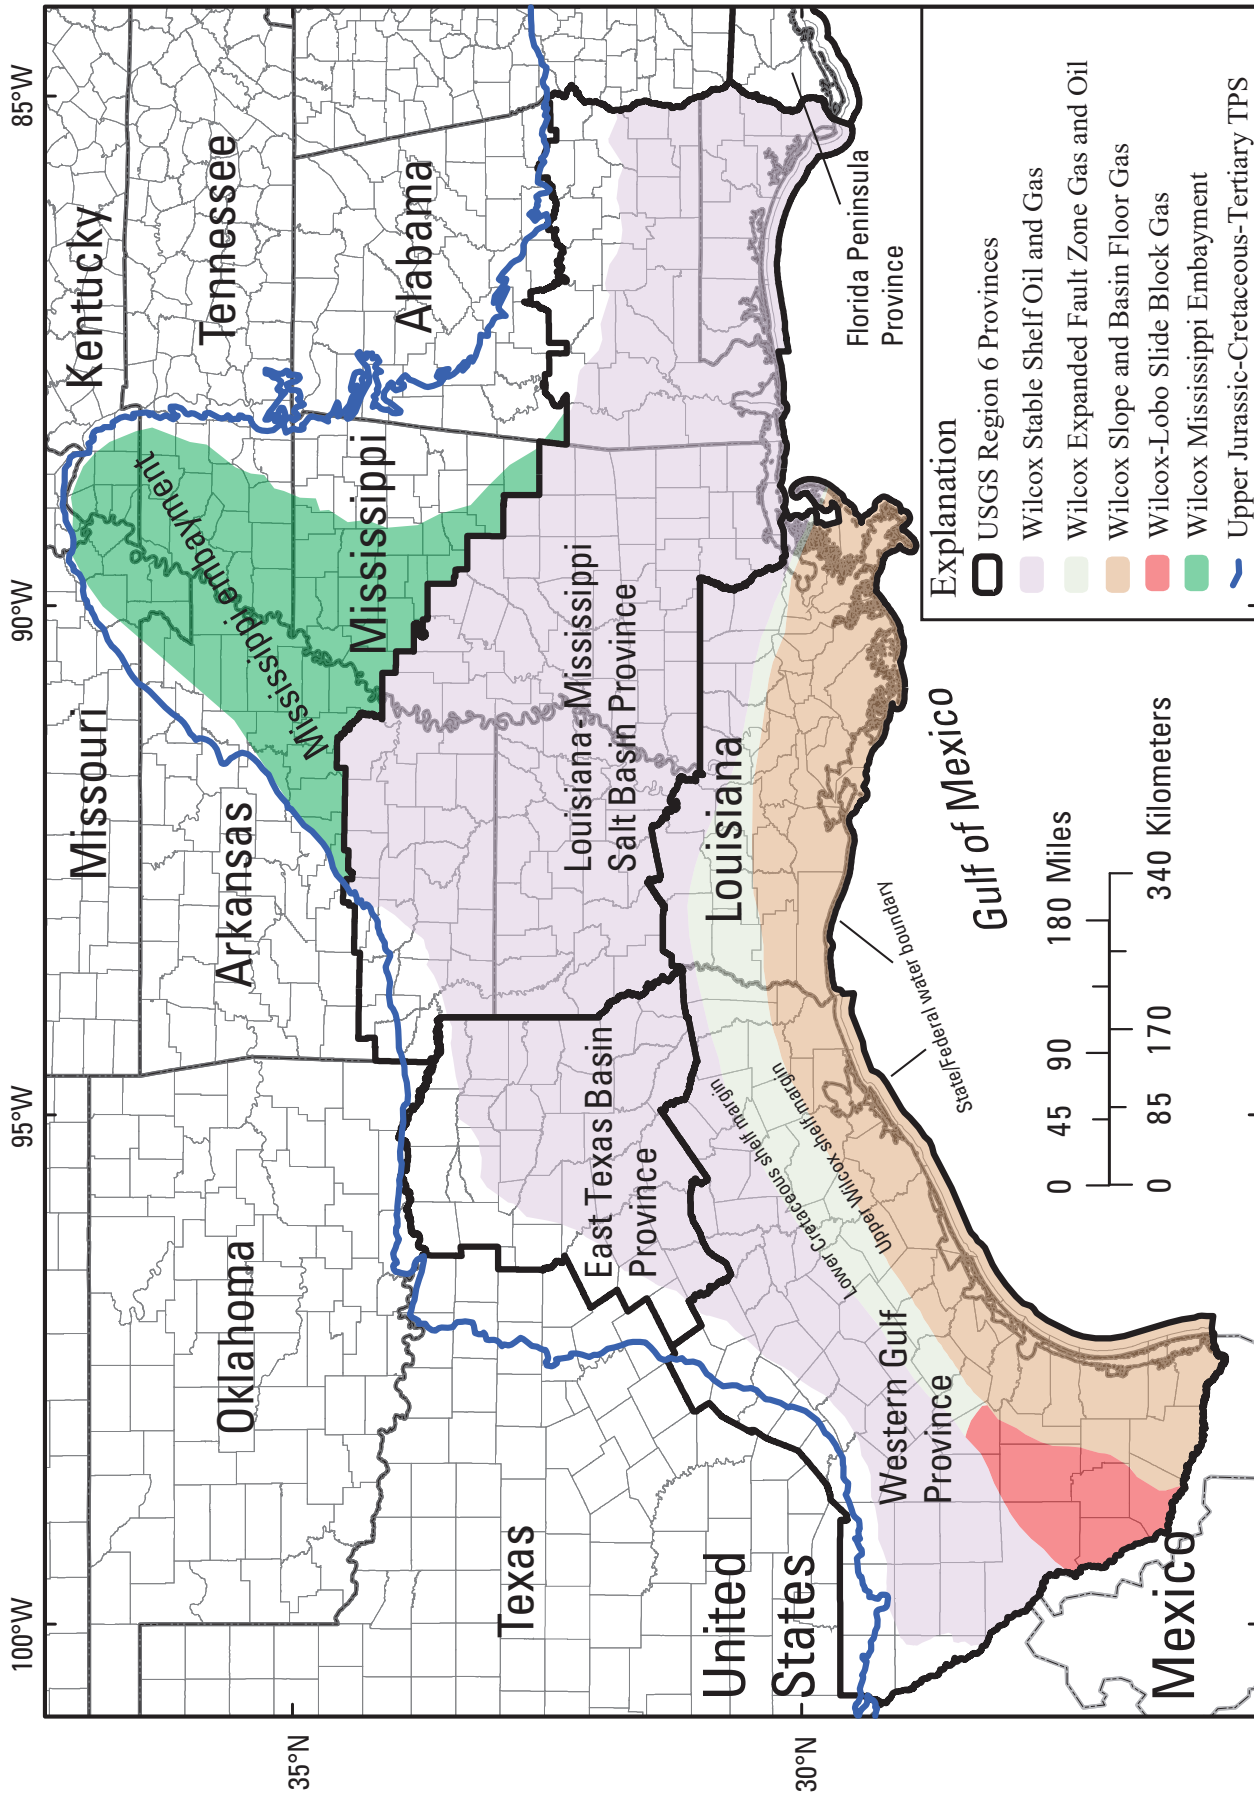 100°W
95°W
90°W
85°W
35°N
30°N
Missouri
Kentucky
Tennessee
Arkansas
Oklahoma
Mississippi embayment
Mississippi
Alabama
Texas
East Texas Basin
Province
Louisiana - Mississippi
Salt Basin Province
Louisiana
United
States
Western Gulf
Province
Lower Cretaceous shelf margin
Upper Wilcox shelf margin
State/Federal water boundary
Gulf of Mexico
Florida Peninsula
Province
Mexico
0 45 90 180 Miles
0 85 170 340 Kilometers
Explanation
USGS Region 6 Provinces
Wilcox Stable Shelf Oil and Gas
Wilcox Expanded Fault Zone Gas and Oil
Wilcox Slope and Basin Floor Gas
Wilcox-Lobo Slide Block Gas
Wilcox Mississippi Embayment
Upper Jurassic-Cretaceous-Tertiary TPS